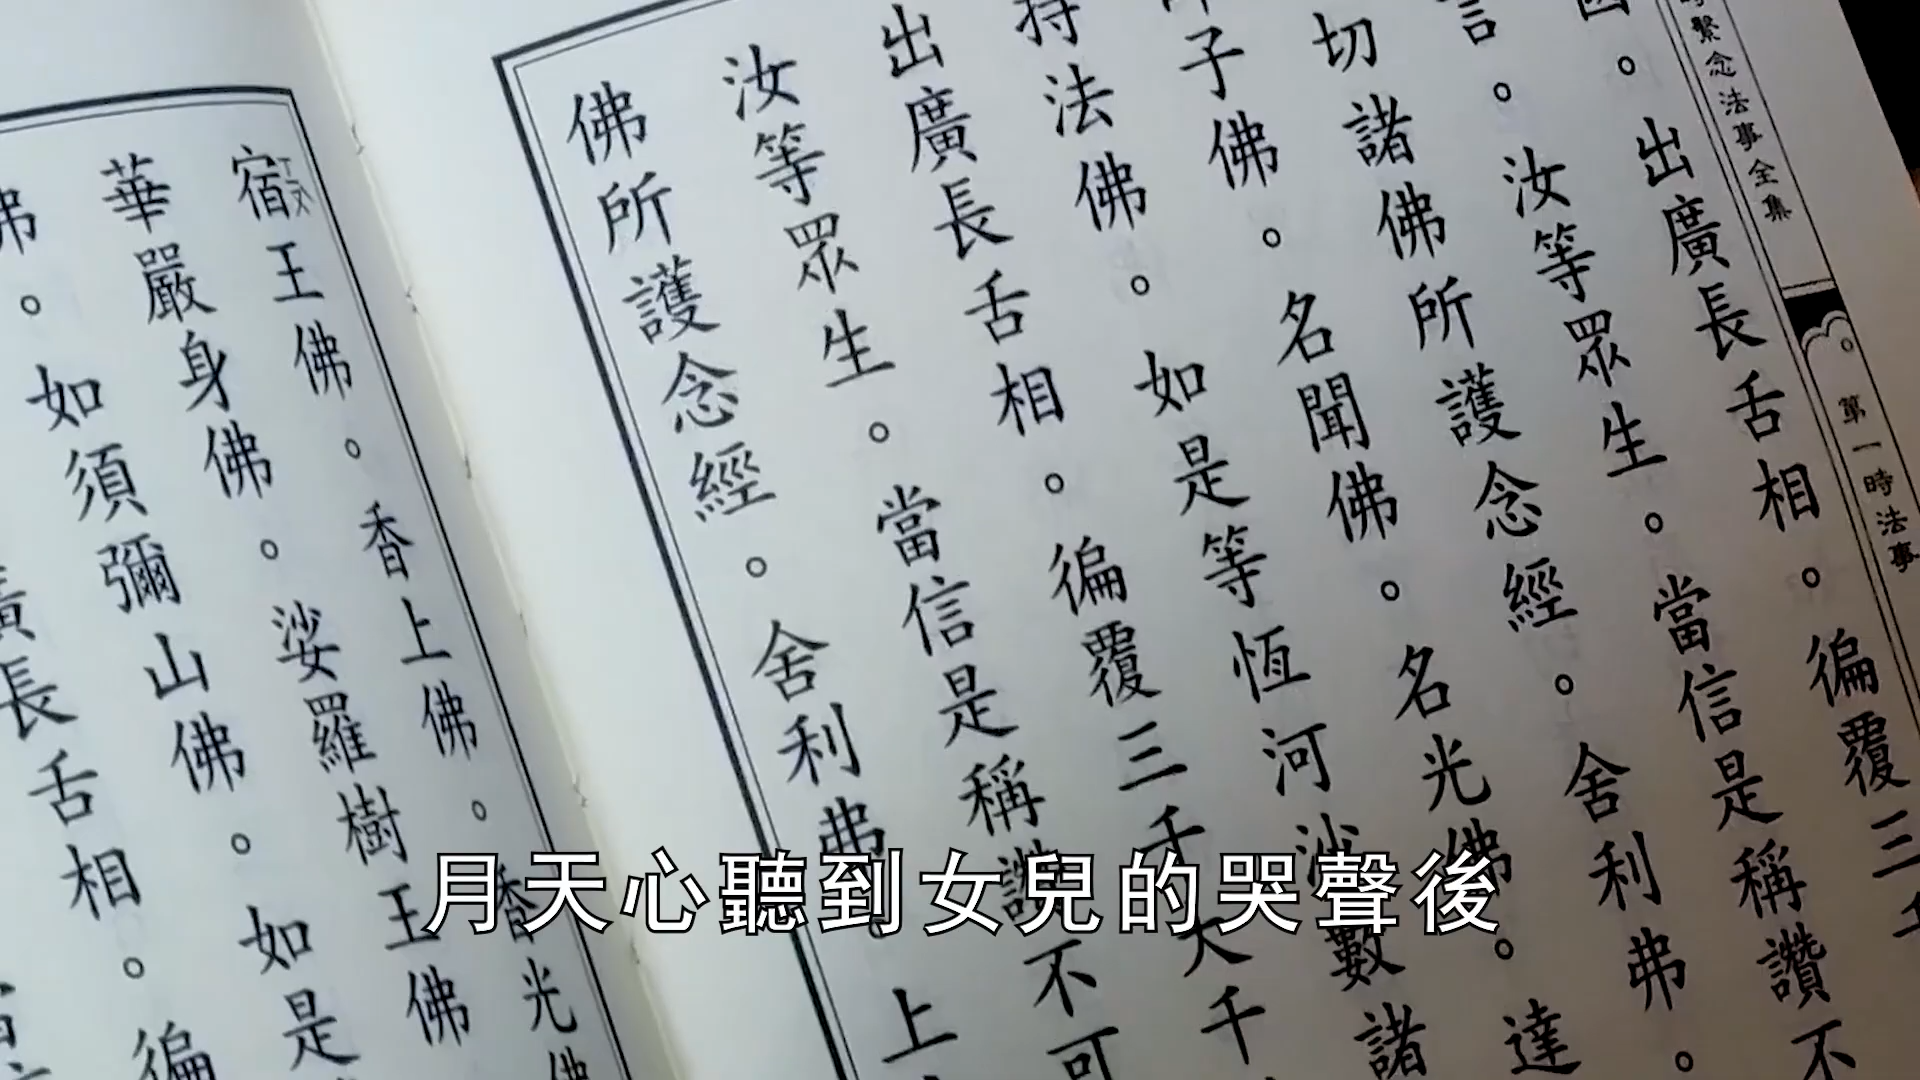 時繫念法事全集
第一時法事
國。出廣長舌相。徧覆三千
言。汝等眾生。當信是稱讚不
切諸佛所護念經。舍利弗。達
子佛。名聞佛。名光佛。
持法佛。如是等恆河沙數諸
出廣長舌相。徧覆三千大千
汝等眾生。當信是稱讚不可
佛所護念經。舍利弗。上
宿王佛。香上佛。香光佛
華嚴身佛。娑羅樹王佛
佛。如須彌山佛。如是
廣長舌相。徧
月天心聽到女兒的哭聲後